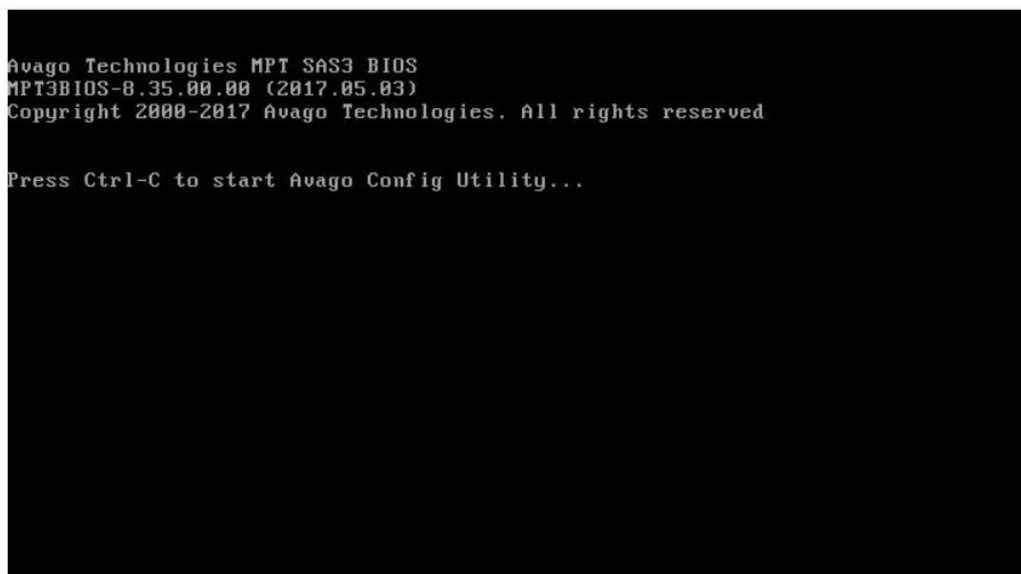 Avago Technologies MPT SAS3 BIOS
MPT3BIOS-8.35.00.00 (2017.05.03)
Copyright 2000-2017 Avago Technologies. All rights reserved
Press Ctrl-C to start Avago Config Utility...